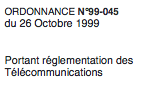 ORDONNANCE N°99-045
du 26 Octobre 1999
Portant réglementation des
Télécommunications